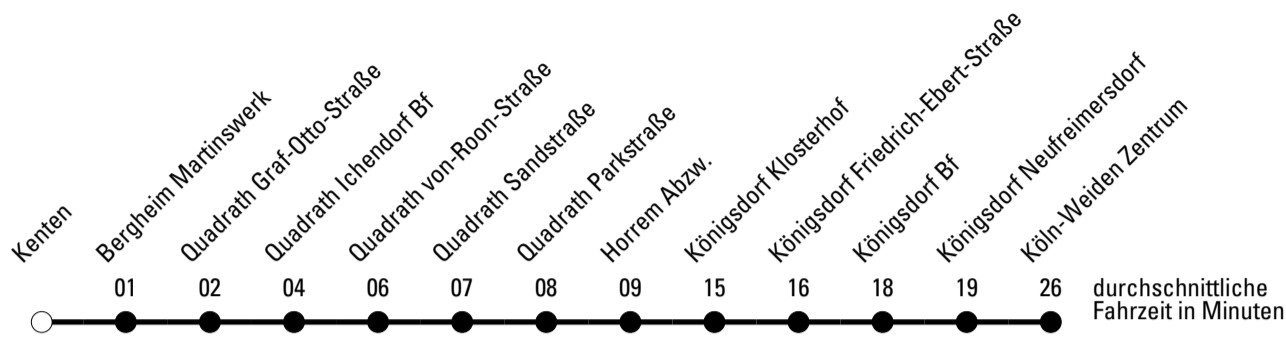 Kenten
Bergheim Martinswerk
Quadrath Graf-Otto-Straße
Quadrath Ichendorf Bf
Quadrath von-Roon-Straße
Quadrath Sandstraße
Quadrath Parkstraße
Horrem Abzw.
Königsdorf Klosterhof
Königsdorf Friedrich-Ebert-Straße
Königsdorf Bf
Königsdorf Neufreimersdorf
Köln-Weiden Zentrum
01 02 04 06 07 08 09 15 16 18 19 26
durchschnittliche
Fahrzeit in Minuten